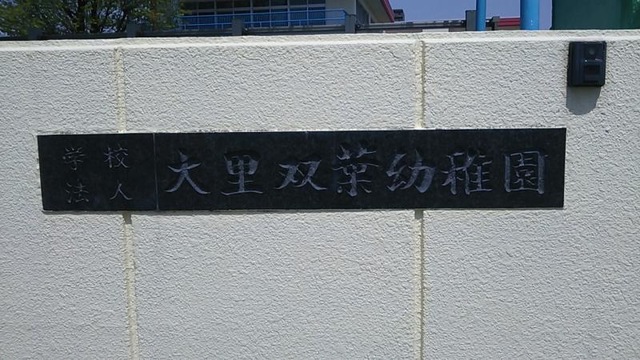 学校
法人
大里双葉幼稚園